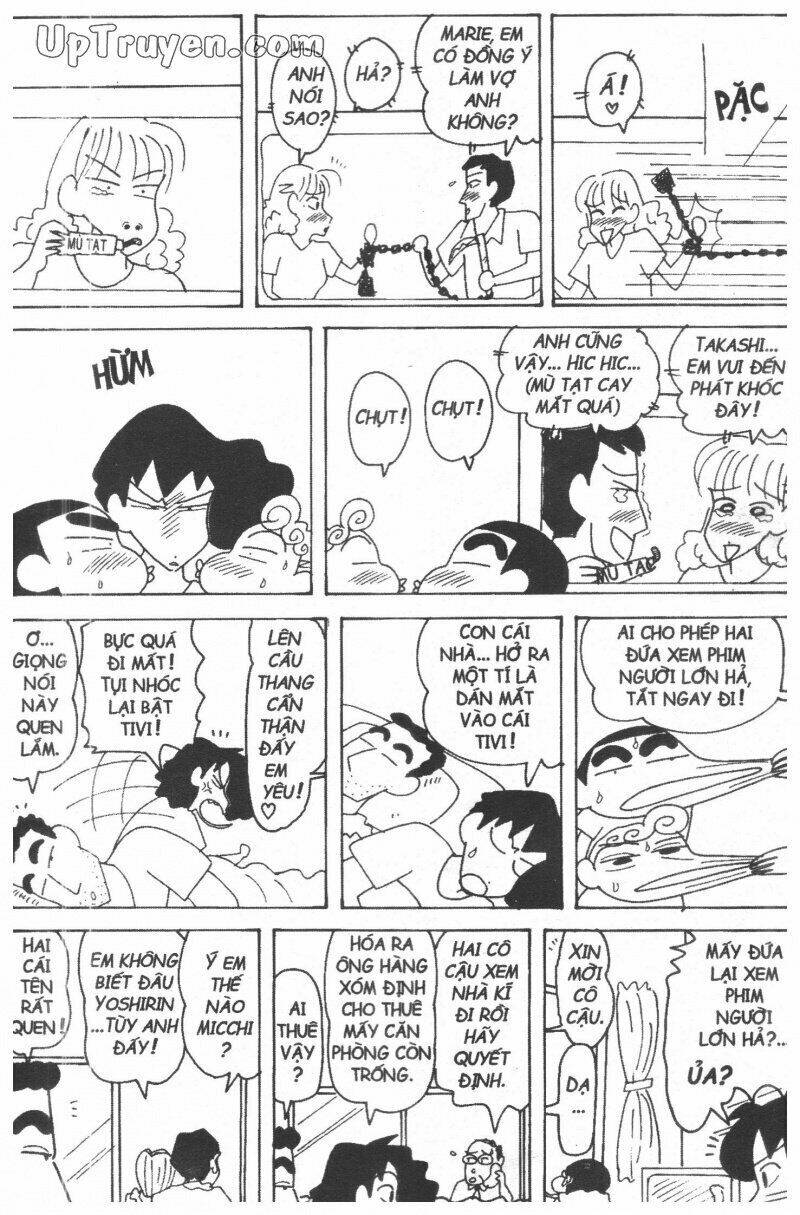 UpTruyen.com
PẶC
Á!
♡
MARIE, EM
CÓ ĐỒNG Ý
LÀM VỢ
ANH
KHÔNG?
HẢ?
ANH
NÓI
SAO?
MÙ TẠT
TAKASHI...
EM VUI ĐẾN
PHÁT KHÓC
ĐÂY!
ANH CŨNG
VẬY... HIC HIC...
(MÙ TẠT CAY
MẮT QUÁ)
MÙ TẠT
CHỤT!
CHỤT!
HỪM
AI CHO PHÉP HAI
ĐỨA XEM PHIM
NGƯỜI LỚN HẢ,
TẮT NGAY ĐI!
CON CÁI
NHÀ... HỞ RA
MỘT TÍ LÀ
DÁN MẮT
VÀO CÁI
TIVI!
LÊN
CẦU
THANG
CẨN
THẬN
ĐẤY
EM
YÊU!
♡
BỰC QUÁ
ĐI MẤT!
TỤI NHÓC
LẠI BẬT
TIVI!
Ơ...
GIỌNG
NÓI
NÀY
QUEN
LẮM.
MẤY ĐỨA
LẠI XEM
PHIM
NGƯỜI
LỚN HẢ?...
ỦA?
XIN
MỜI
CÔ
CẬU.
DẠ
...
HAI CÔ
CẬU XEM
NHÀ KĨ
ĐI RỒI
HÃY
QUYẾT
ĐỊNH.
HÓA RA
ÔNG HÀNG
XÓM ĐỊNH
CHO THUÊ
MẤY CĂN
PHÒNG CÒN
TRỐNG.
AI
THUÊ
VẬY?
Ý EM
THẾ
NÀO
MICCHI
?
EM KHÔNG
BIẾT ĐÂU
YOSHIRIN
...TÙY ANH
ĐẤY!
HAI
CÁI
TÊN
RẤT
QUEN!